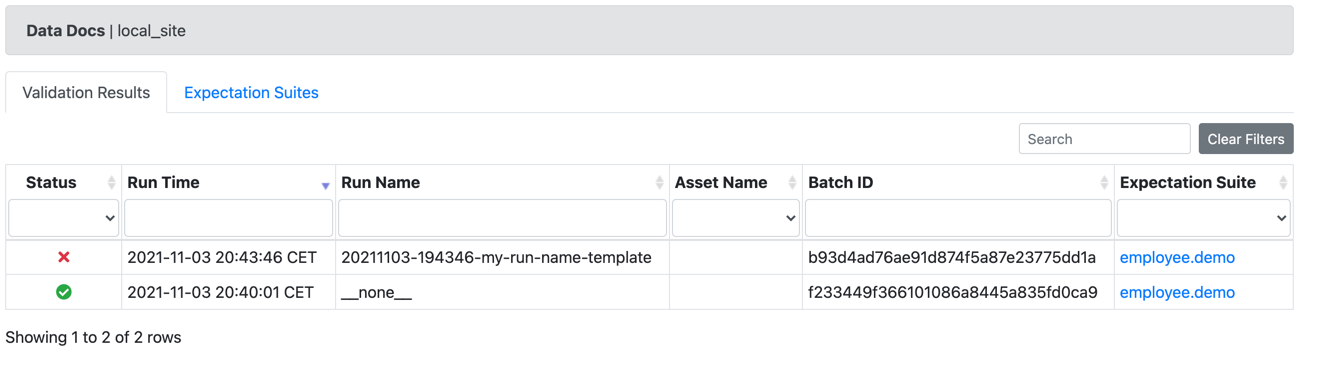 Data Docs | local_site
Validation Results Expectation Suites
Search Clear Filters
Status Run Time Run Name Asset Name Batch ID Expectation Suite
2021-11-03 20:43:46 CET 20211103-194346-my-run-name-template b93d4ad76ae91d874f5a87e23775dd1a employee.demo
2021-11-03 20:40:01 CET __none__ f233449f366101086a8445a835fd0ca9 employee.demo
Showing 1 to 2 of 2 rows